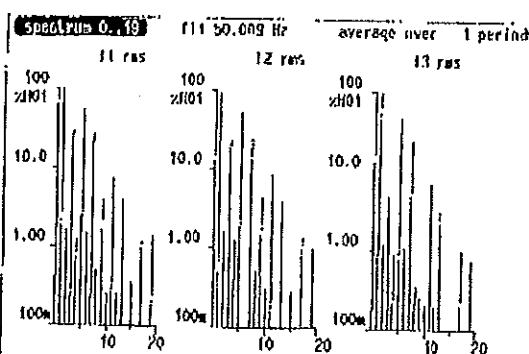 spectrum 0..19 f1: 50.009 Hz average over 1 period
I1 rms I2 rms I3 rms
100 100 100
%H01 %H01 %H01
10.0 10.0 10.0
1.00 1.00 1.00
100m 100m 100m
10 20 10 20 10 20